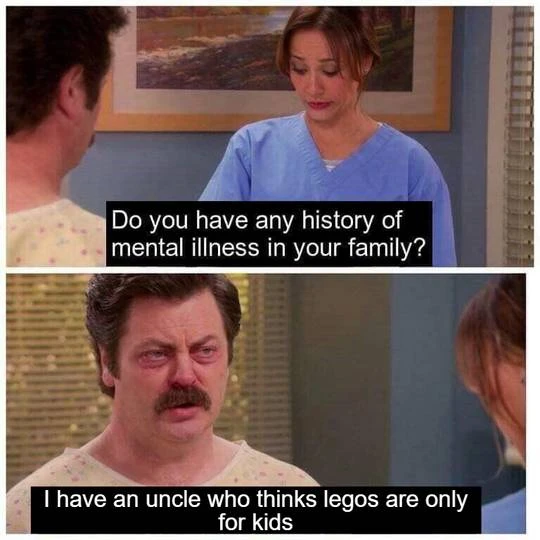 Do you have any history of
mental illness in your family?
I have an uncle who thinks legos are only
for kids